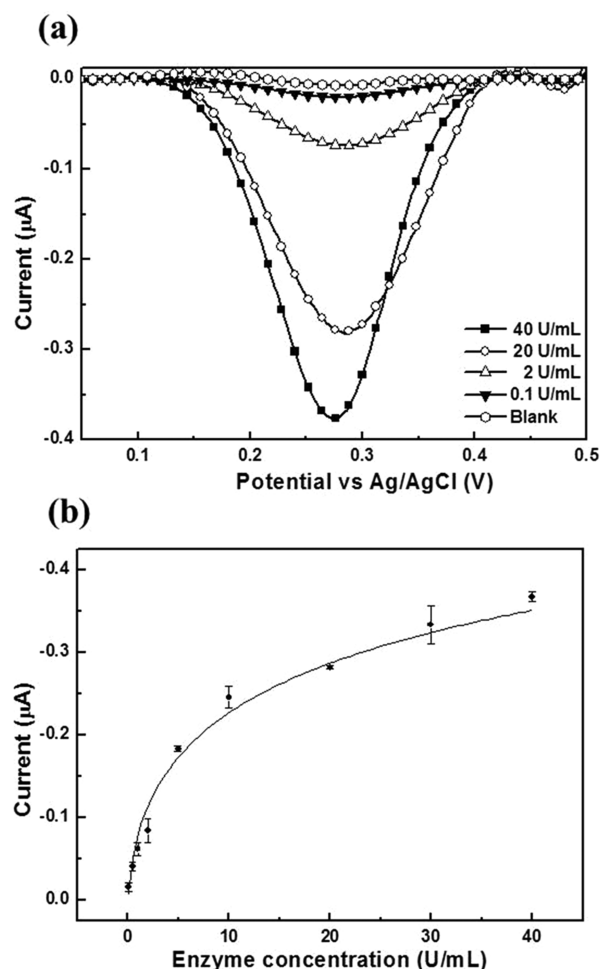 (a)
0.0
-0.1
-0.2
-0.3
-0.4
Current (μA)
40 U/mL
20 U/mL
2 U/mL
0.1 U/mL
Blank
0.1 0.2 0.3 0.4 0.5
Potential vs Ag/AgCl (V)
(b)
-0.4
-0.3
-0.2
-0.1
0.0
Current (μA)
0 10 20 30 40
Enzyme concentration (U/mL)